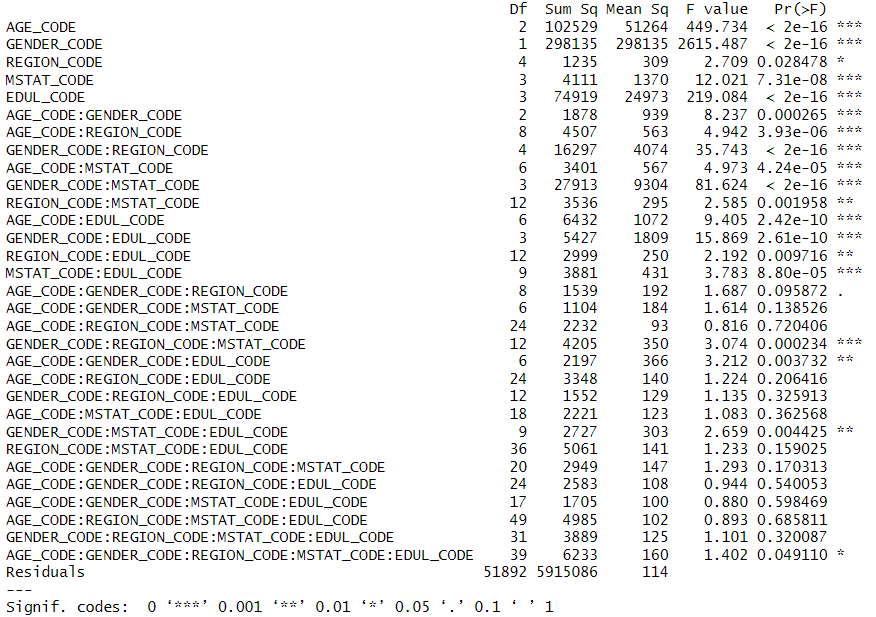 Df Sum Sq Mean Sq F value Pr(>F)
AGE_CODE 2 102529 51264 449.734 < 2e-16 ***
GENDER_CODE 1 298135 298135 2615.487 < 2e-16 ***
REGION_CODE 4 1235 309 2.709 0.028478 *
MSTAT_CODE 3 4111 1370 12.021 7.31e-08 ***
EDUL_CODE 3 74919 24973 219.084 < 2e-16 ***
AGE_CODE:GENDER_CODE 2 1878 939 8.237 0.000265 ***
AGE_CODE:REGION_CODE 8 4507 563 4.942 3.93e-06 ***
GENDER_CODE:REGION_CODE 4 16297 4074 35.743 < 2e-16 ***
AGE_CODE:MSTAT_CODE 6 3401 567 4.973 4.24e-05 ***
GENDER_CODE:MSTAT_CODE 3 27913 9304 81.624 < 2e-16 ***
REGION_CODE:MSTAT_CODE 12 3536 295 2.585 0.001958 **
AGE_CODE:EDUL_CODE 6 6432 1072 9.405 2.42e-10 ***
GENDER_CODE:EDUL_CODE 3 5427 1809 15.869 2.61e-10 ***
REGION_CODE:EDUL_CODE 12 2999 250 2.192 0.009716 **
MSTAT_CODE:EDUL_CODE 9 3881 431 3.783 8.80e-05 ***
AGE_CODE:GENDER_CODE:REGION_CODE 8 1539 192 1.687 0.095872 .
AGE_CODE:GENDER_CODE:MSTAT_CODE 6 1104 184 1.614 0.138526
AGE_CODE:REGION_CODE:MSTAT_CODE 24 2232 93 0.816 0.720406
GENDER_CODE:REGION_CODE:MSTAT_CODE 12 4205 350 3.074 0.000234 ***
AGE_CODE:GENDER_CODE:EDUL_CODE 6 2197 366 3.212 0.003732 **
AGE_CODE:REGION_CODE:EDUL_CODE 24 3348 140 1.224 0.206416
GENDER_CODE:REGION_CODE:EDUL_CODE 12 1552 129 1.135 0.325913
AGE_CODE:MSTAT_CODE:EDUL_CODE 18 2221 123 1.083 0.362568
GENDER_CODE:MSTAT_CODE:EDUL_CODE 9 2727 303 2.659 0.004425 **
REGION_CODE:MSTAT_CODE:EDUL_CODE 36 5061 141 1.233 0.159025
AGE_CODE:GENDER_CODE:REGION_CODE:MSTAT_CODE 20 2949 147 1.293 0.170313
AGE_CODE:GENDER_CODE:REGION_CODE:EDUL_CODE 24 2583 108 0.944 0.540053
AGE_CODE:GENDER_CODE:MSTAT_CODE:EDUL_CODE 17 1705 100 0.880 0.598469
AGE_CODE:REGION_CODE:MSTAT_CODE:EDUL_CODE 49 4985 102 0.893 0.685811
GENDER_CODE:REGION_CODE:MSTAT_CODE:EDUL_CODE 31 3889 125 1.101 0.320087
AGE_CODE:GENDER_CODE:REGION_CODE:MSTAT_CODE:EDUL_CODE 39 6233 160 1.402 0.049110 *
Residuals 51892 5915086 114
---
Signif. codes: 0 ‘***’ 0.001 ‘**’ 0.01 ‘*’ 0.05 ‘.’ 0.1 ‘ ’ 1